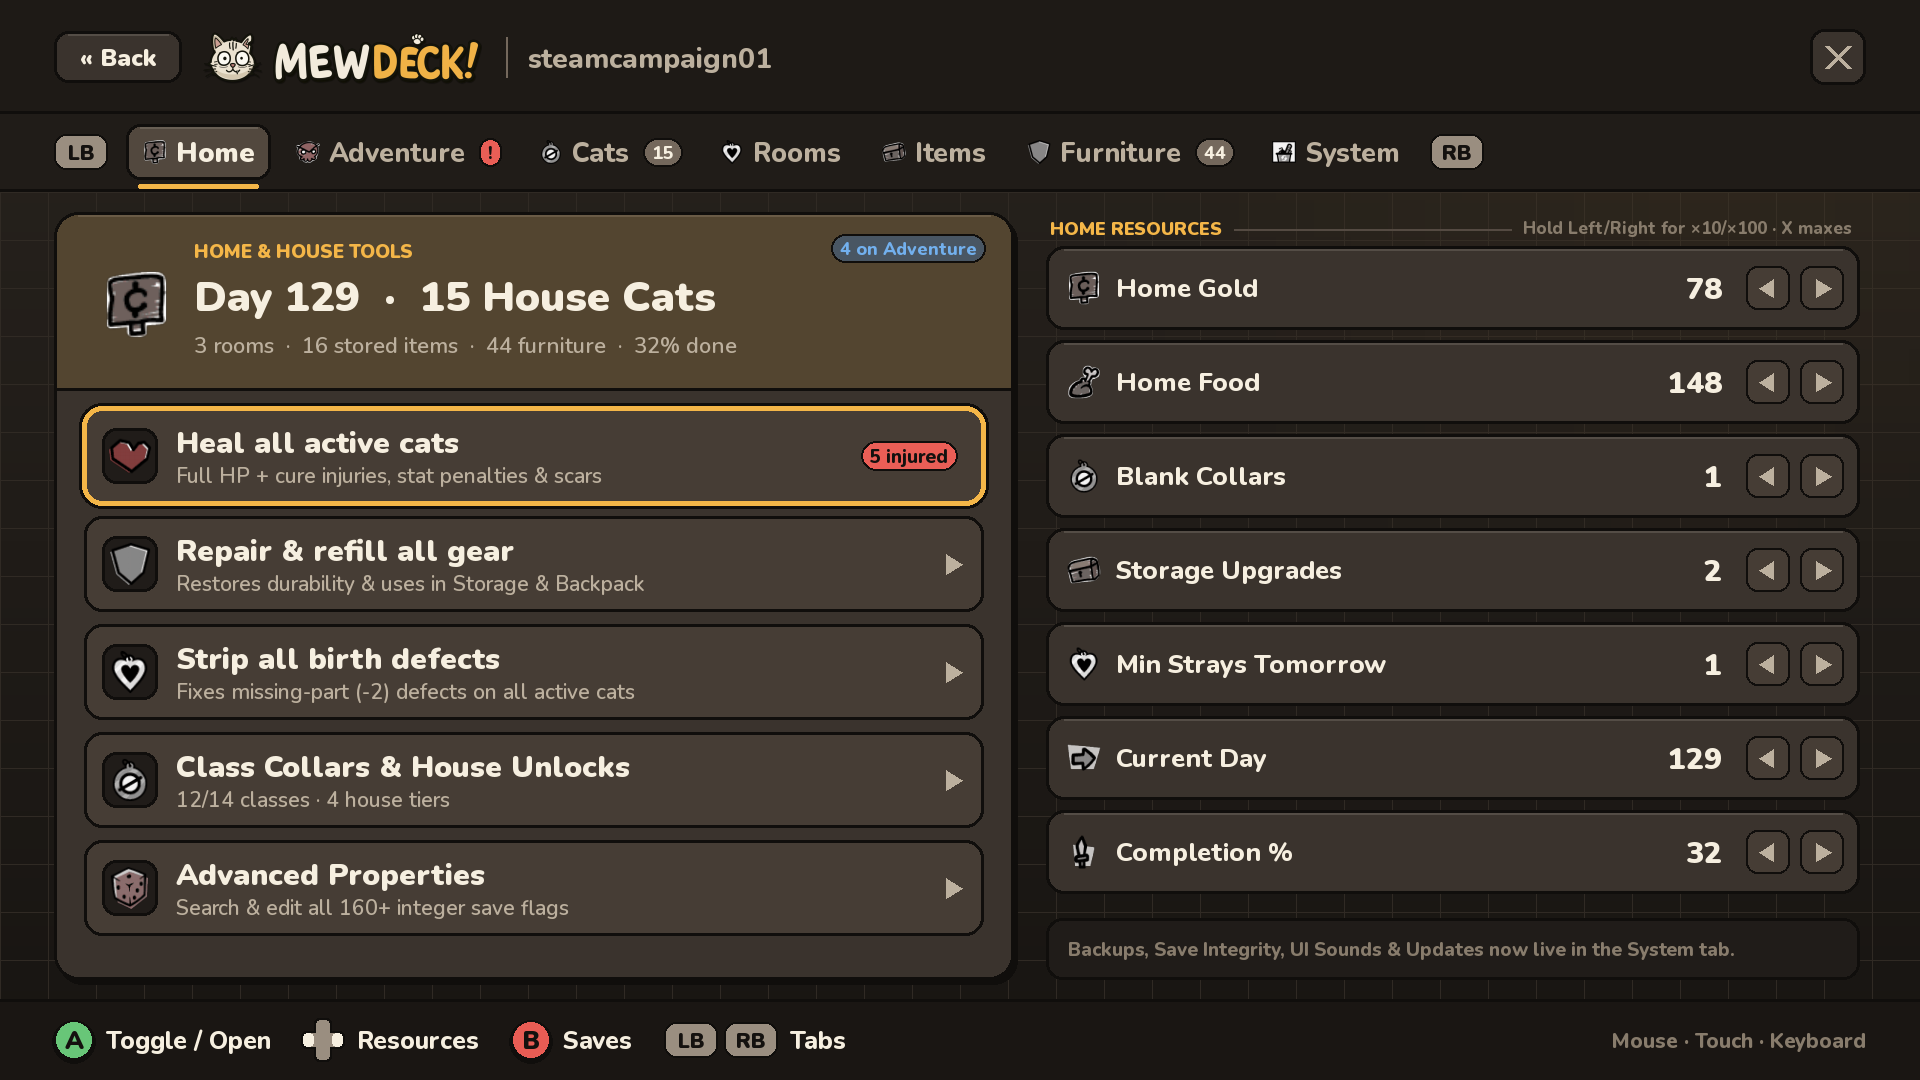 « Back
MEWDECK!
steamcampaign01
LB
Home
Adventure !
Cats 15
Rooms
Items
Furniture 44
System
RB
HOME & HOUSE TOOLS
4 on Adventure
Day 129 · 15 House Cats
3 rooms · 16 stored items · 44 furniture · 32% done
Heal all active cats
Full HP + cure injuries, stat penalties & scars
5 injured
Repair & refill all gear
Restores durability & uses in Storage & Backpack
Strip all birth defects
Fixes missing-part (-2) defects on all active cats
Class Collars & House Unlocks
12/14 classes · 4 house tiers
Advanced Properties
Search & edit all 160+ integer save flags
HOME RESOURCES
Hold Left/Right for ×10/×100 · X maxes
Home Gold 78
Home Food 148
Blank Collars 1
Storage Upgrades 2
Min Strays Tomorrow 1
Current Day 129
Completion % 32
Backups, Save Integrity, UI Sounds & Updates now live in the System tab.
A Toggle / Open
Resources
B Saves
LB RB Tabs
Mouse · Touch · Keyboard